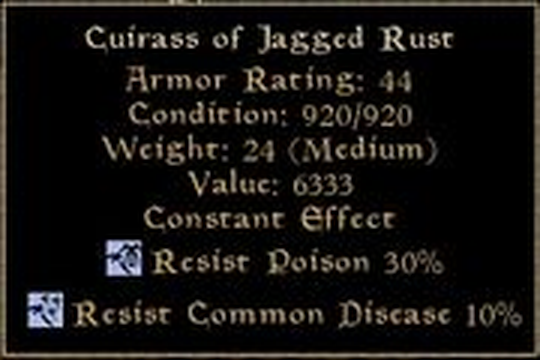 Cuirass of Jagged Rust
Armor Rating: 44
Condition: 920/920
Weight: 24 (Medium)
Value: 6333
Constant Effect
Resist Poison 30%
Resist Common Disease 10%